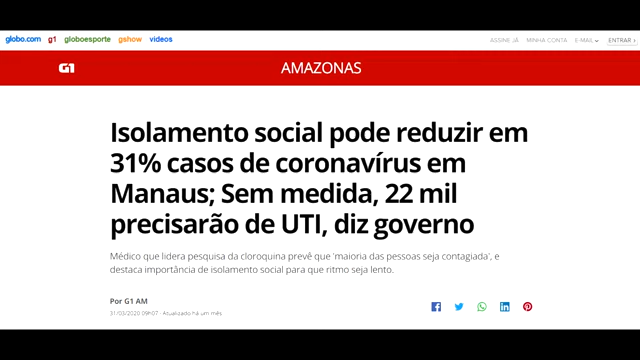 globo.com g1 globoesporte gshow videos ASSINE JÁ MINHA CONTA E-MAIL ENTRAR
G1 AMAZONAS
Isolamento social pode reduzir em
31% casos de coronavírus em
Manaus; Sem medida, 22 mil
precisarão de UTI, diz governo
Médico que lidera pesquisa da cloroquina prevê que 'maioria das pessoas seja contagiada', e
destaca importância de isolamento social para que ritmo seja lento.
Por G1 AM
31/03/2020 09h07 · Atualizado há um mês